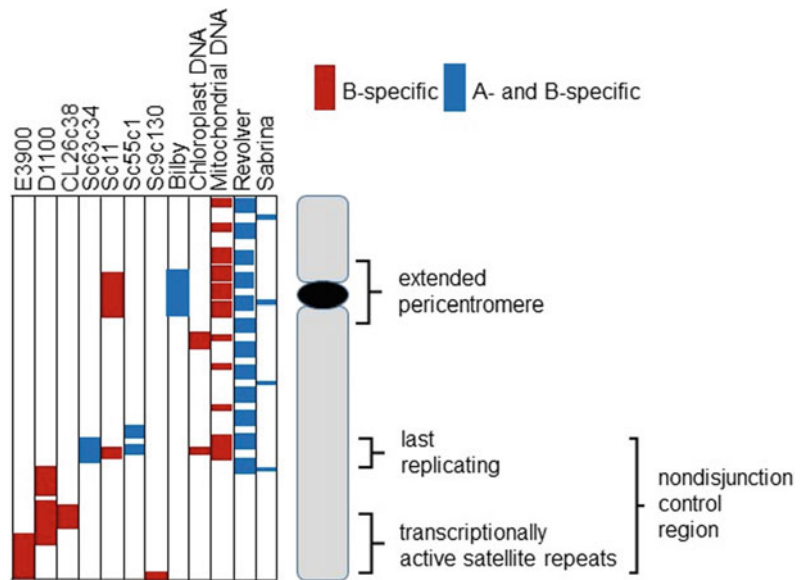 B-specific
A- and B-specific
E3900
D1100
CL26c38
Sc63c34
Sc11
Sc55c1
Sc9c130
Bilby
Chloroplast DNA
Mitochondrial DNA
Revolver
Sabrina
extended
pericentromere
last
replicating
transcriptionally
active satellite repeats
nondisjunction
control
region